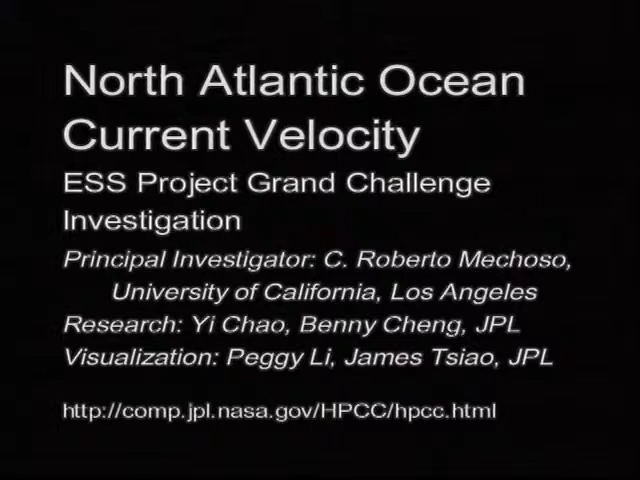 North Atlantic Ocean
Current Velocity
ESS Project Grand Challenge
Investigation
Principal Investigator: C. Roberto Mechoso,
University of California, Los Angeles
Research: Yi Chao, Benny Cheng, JPL
Visualization: Peggy Li, James Tsiao, JPL
http://comp.jpl.nasa.gov/HPCC/hpcc.html